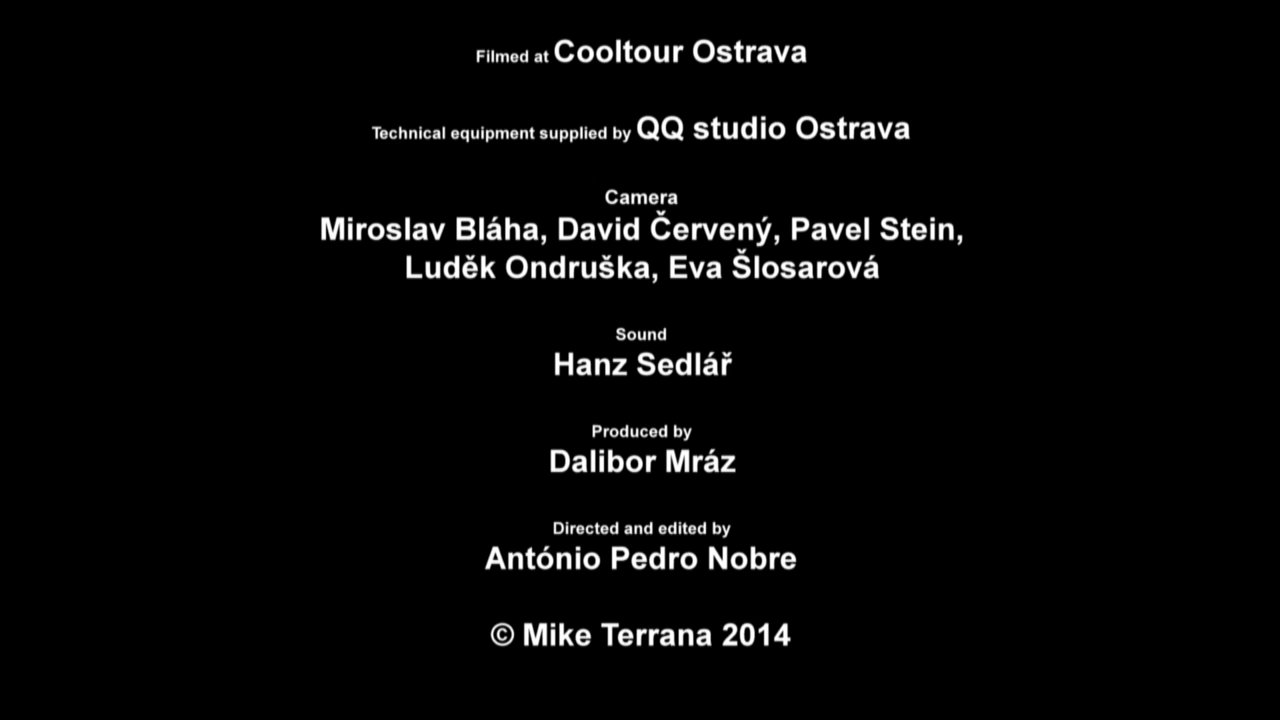 Filmed at Cooltour Ostrava
Technical equipment supplied by QQ studio Ostrava
Camera
Miroslav Bláha, David Červený, Pavel Stein,
Luděk Ondruška, Eva Šlosarová
Sound
Hanz Sedlář
Produced by
Dalibor Mráz
Directed and edited by
António Pedro Nobre
© Mike Terrana 2014